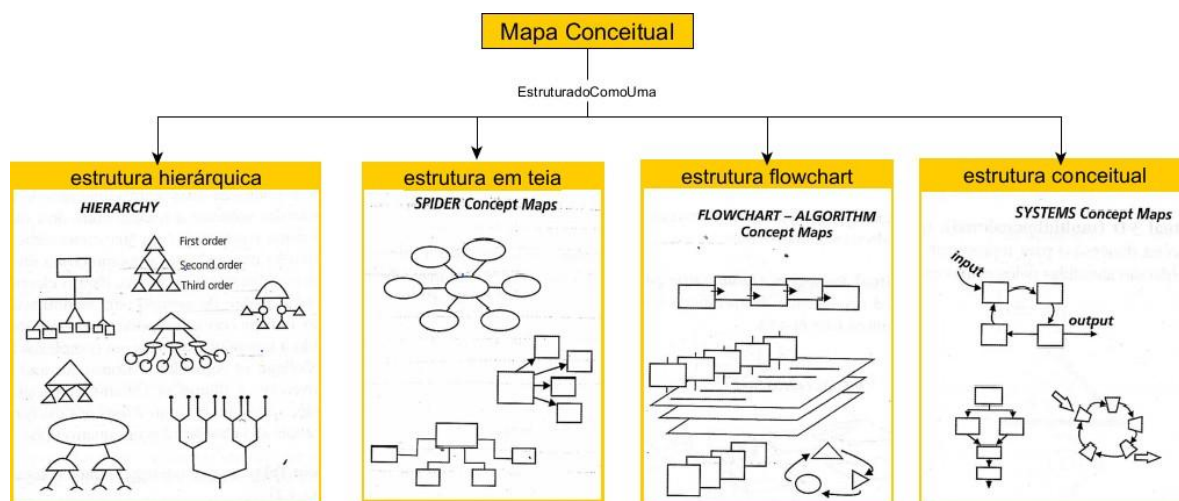 Mapa Conceitual
EstruturadoComoUma
estrutura hierárquica
HIERARCHY
First order
Second order
Third order
estrutura em teia
SPIDER Concept Maps
estrutura flowchart
FLOWCHART – ALGORITHM
Concept Maps
estrutura conceitual
SYSTEMS Concept Maps
input
output